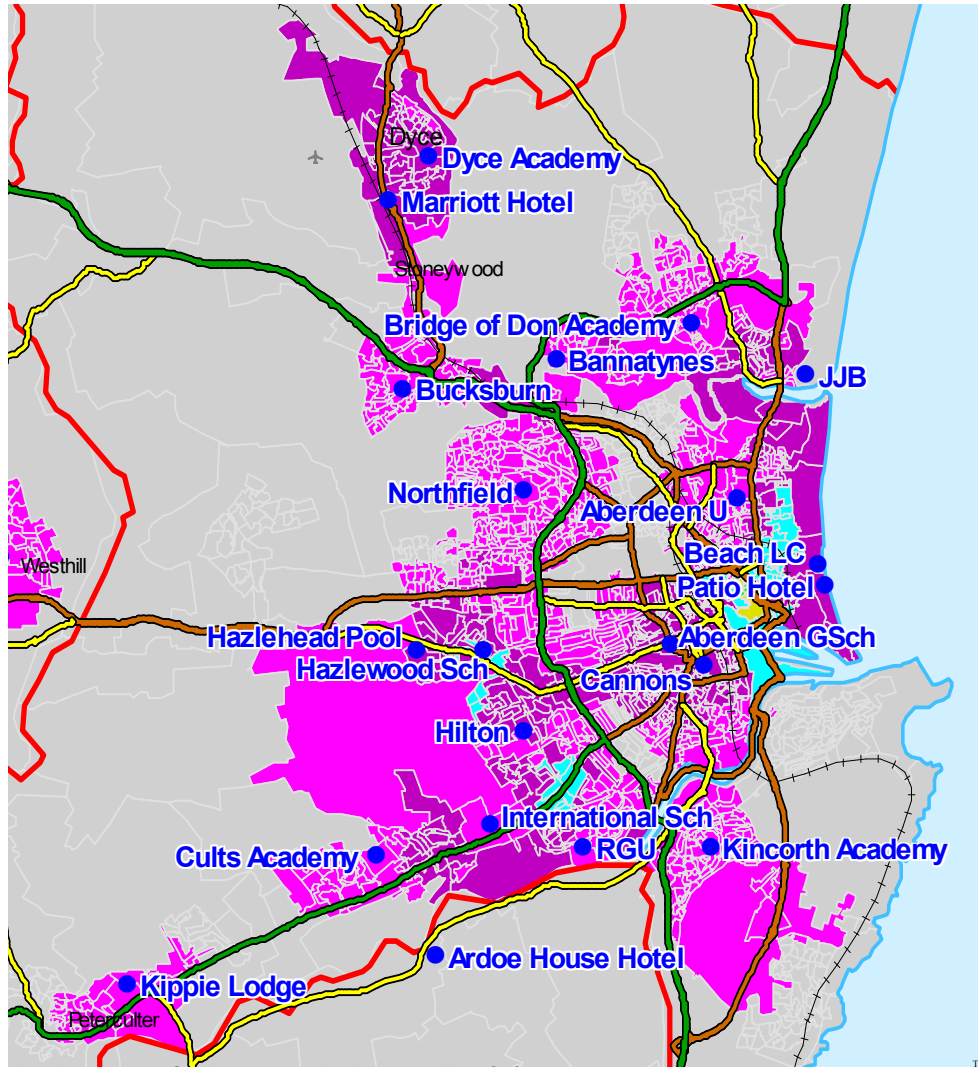 Dyce
Dyce Academy
Marriott Hotel
Stoneywood
Bridge of Don Academy
Bannatynes
JJB
Bucksburn
Northfield
Aberdeen U
Beach LC
Westhill
Patio Hotel
Hazlehead Pool
Aberdeen GSch
Hazlewood Sch
Cannons
Hilton
International Sch
Cults Academy
RGU
Kincorth Academy
Ardoe House Hotel
Kippie Lodge
Peterculter